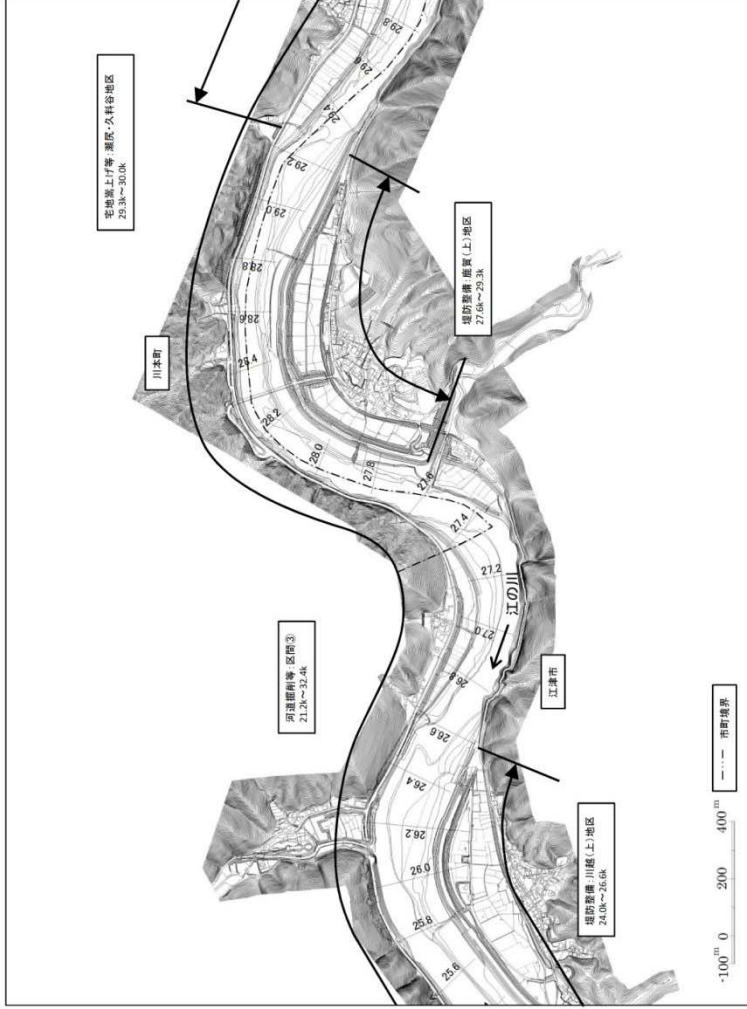 宅地嵩上げ等:瀬尻・久料谷地区
29.3k~30.0k
川本町
堤防整備:鹿賀(上)地区
27.6k~29.3k
河道掘削等:区間③
21.2k~32.4k
江の川
江津市
堤防整備:川越(上)地区
24.0k~26.6k
市町境界
-100m 0 200 400m
29.8
29.6
29.4
29.2
29.0
28.8
28.6
28.4
28.2
28.0
27.8
27.6
27.4
27.2
27.0
26.8
26.6
26.4
26.2
26.0
25.8
25.6